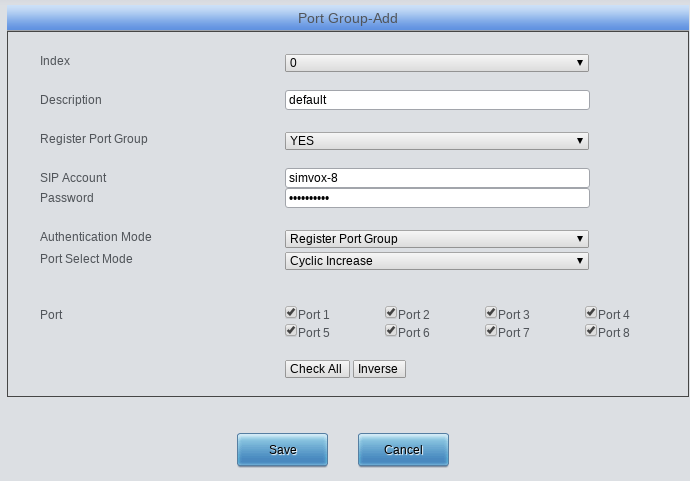 Port Group-Add
Index 0
Description default
Register Port Group YES
SIP Account simvox-8
Password ••••••••••
Authentication Mode Register Port Group
Port Select Mode Cyclic Increase
Port Port 1 Port 2 Port 3 Port 4
Port 5 Port 6 Port 7 Port 8
Check All Inverse
Save Cancel